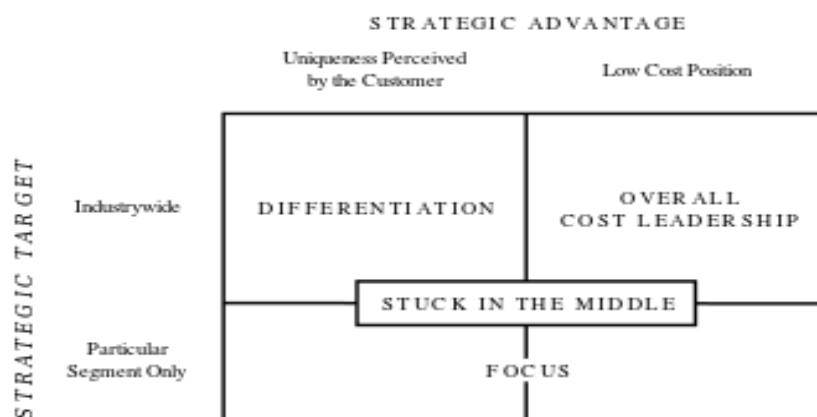 STRATEGIC ADVANTAGE
Uniqueness Perceived
by the Customer
Low Cost Position
STRATEGIC TARGET
Industrywide
DIFFERENTIATION
OVERALL
COST LEADERSHIP
STUCK IN THE MIDDLE
Particular
Segment Only
FOCUS